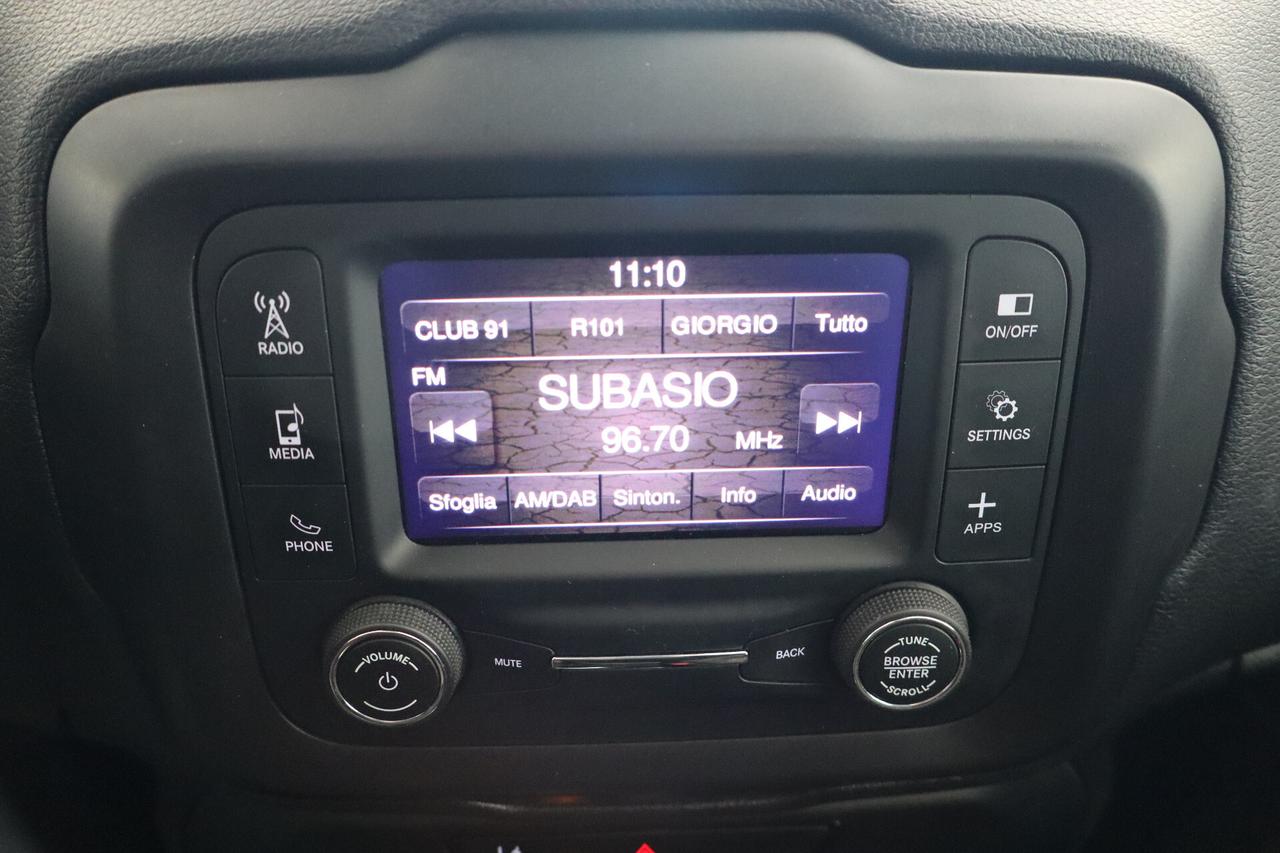 11:10
CLUB 91 R101 GIORGIO Tutto
FM
SUBASIO
96.70 MHz
Sfoglia AM/DAB Sinton. Info Audio
RADIO
MEDIA
PHONE
ON/OFF
SETTINGS
APPS
VOLUME
MUTE
BACK
TUNE
BROWSE
ENTER
SCROLL